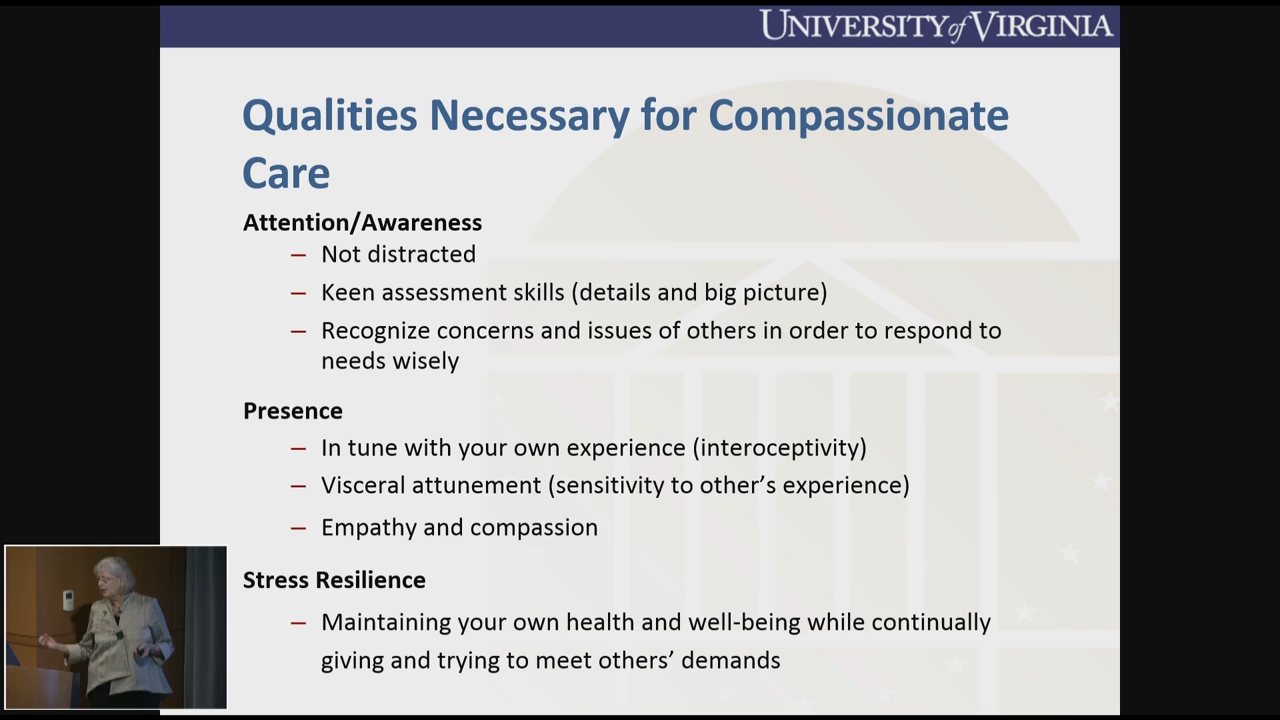 UNIVERSITY of VIRGINIA
Qualities Necessary for Compassionate
Care
Attention/Awareness
– Not distracted
– Keen assessment skills (details and big picture)
– Recognize concerns and issues of others in order to respond to
needs wisely
Presence
– In tune with your own experience (interoceptivity)
– Visceral attunement (sensitivity to other’s experience)
– Empathy and compassion
Stress Resilience
– Maintaining your own health and well-being while continually
giving and trying to meet others’ demands